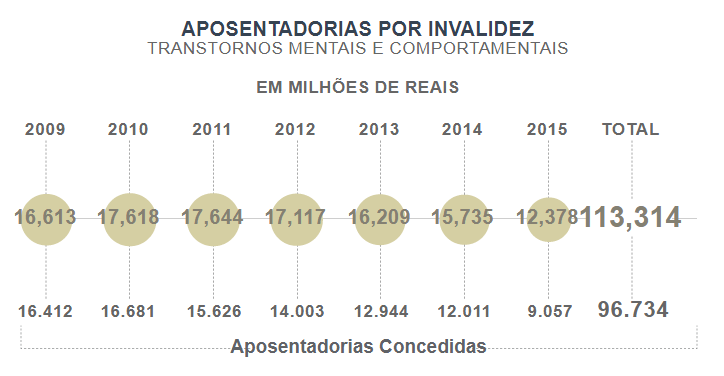 APOSENTADORIAS POR INVALIDEZ
TRANSTORNOS MENTAIS E COMPORTAMENTAIS
EM MILHÕES DE REAIS
2009 2010 2011 2012 2013 2014 2015 TOTAL
16,613 17,618 17,644 17,117 16,209 15,735 12,378 113,314
16.412 16.681 15.626 14.003 12.944 12.011 9.057 96.734
Aposentadorias Concedidas